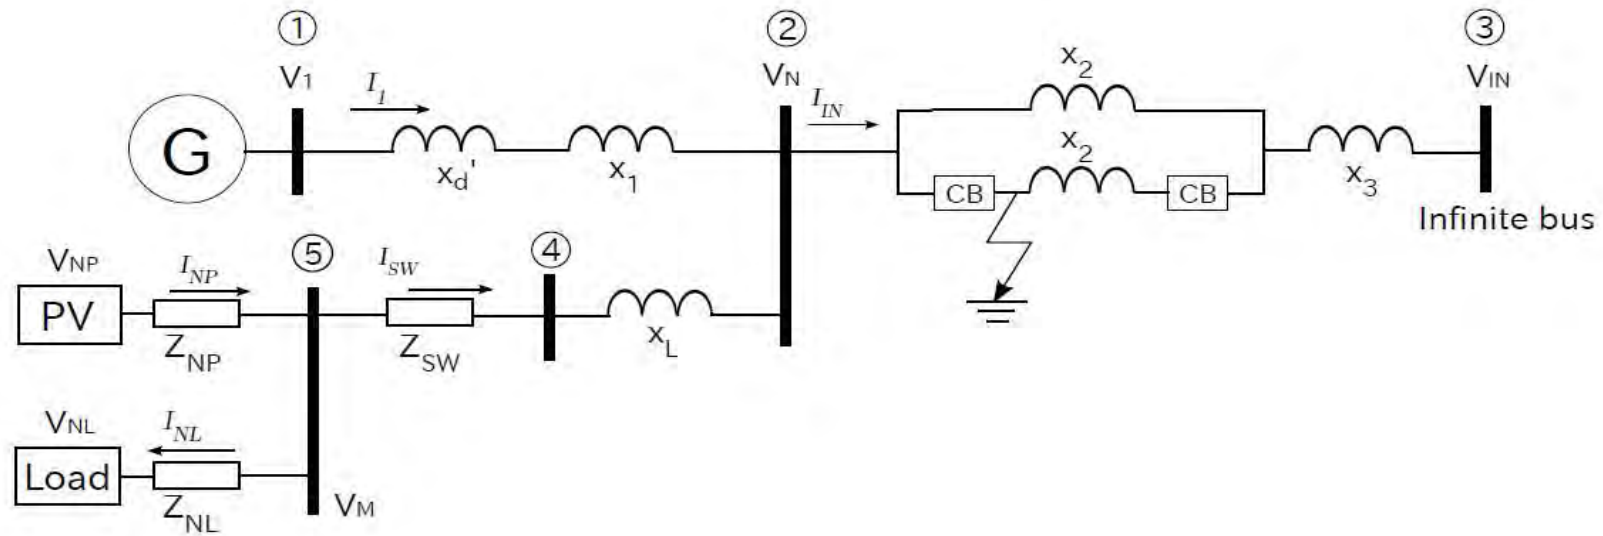 ①
②
③
V1
I1
VN
IIN
x2
VIN
G
xd'
x1
x2
CB
CB
x3
Infinite bus
VNP
INP
⑤
ISW
④
PV
ZNP
ZSW
xL
VNL
INL
Load
ZNL
VM